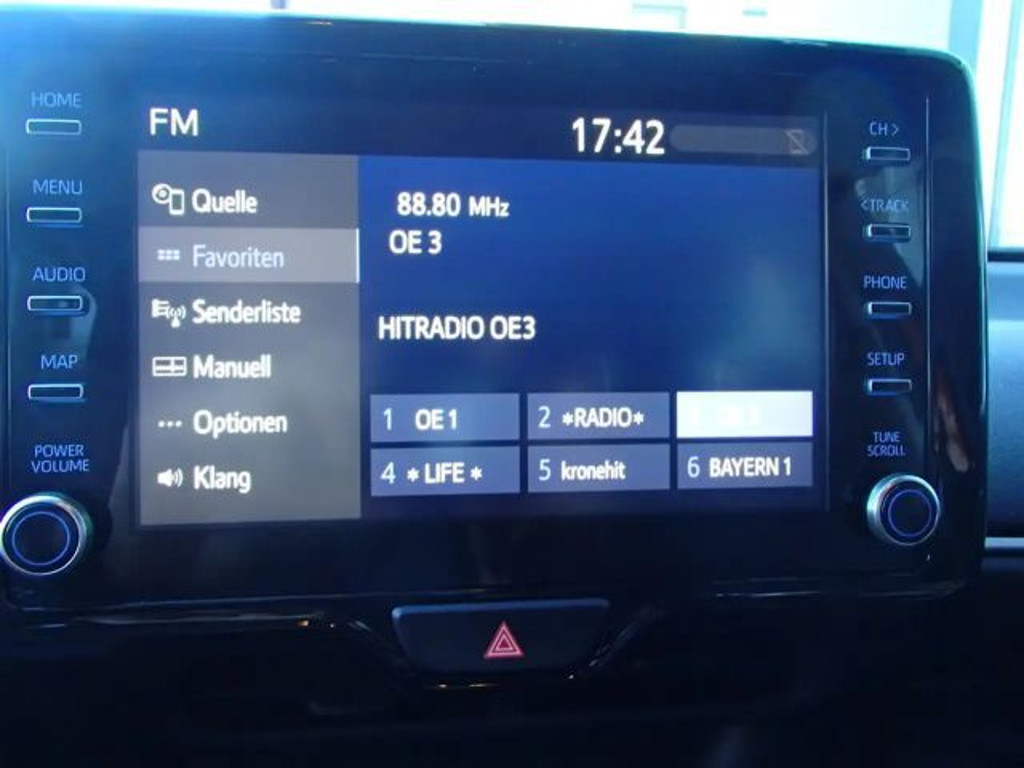 HOME
FM
17:42
CH >
MENU
Quelle
88.80 MHz
<TRACK
Favoriten
OE 3
AUDIO
Senderliste
HITRADIO OE3
PHONE
MAP
Manuell
SETUP
Optionen
1 OE 1
2 *RADIO*
POWER
VOLUME
Klang
4 * LIFE *
5 kronehit
6 BAYERN 1
TUNE
SCROLL